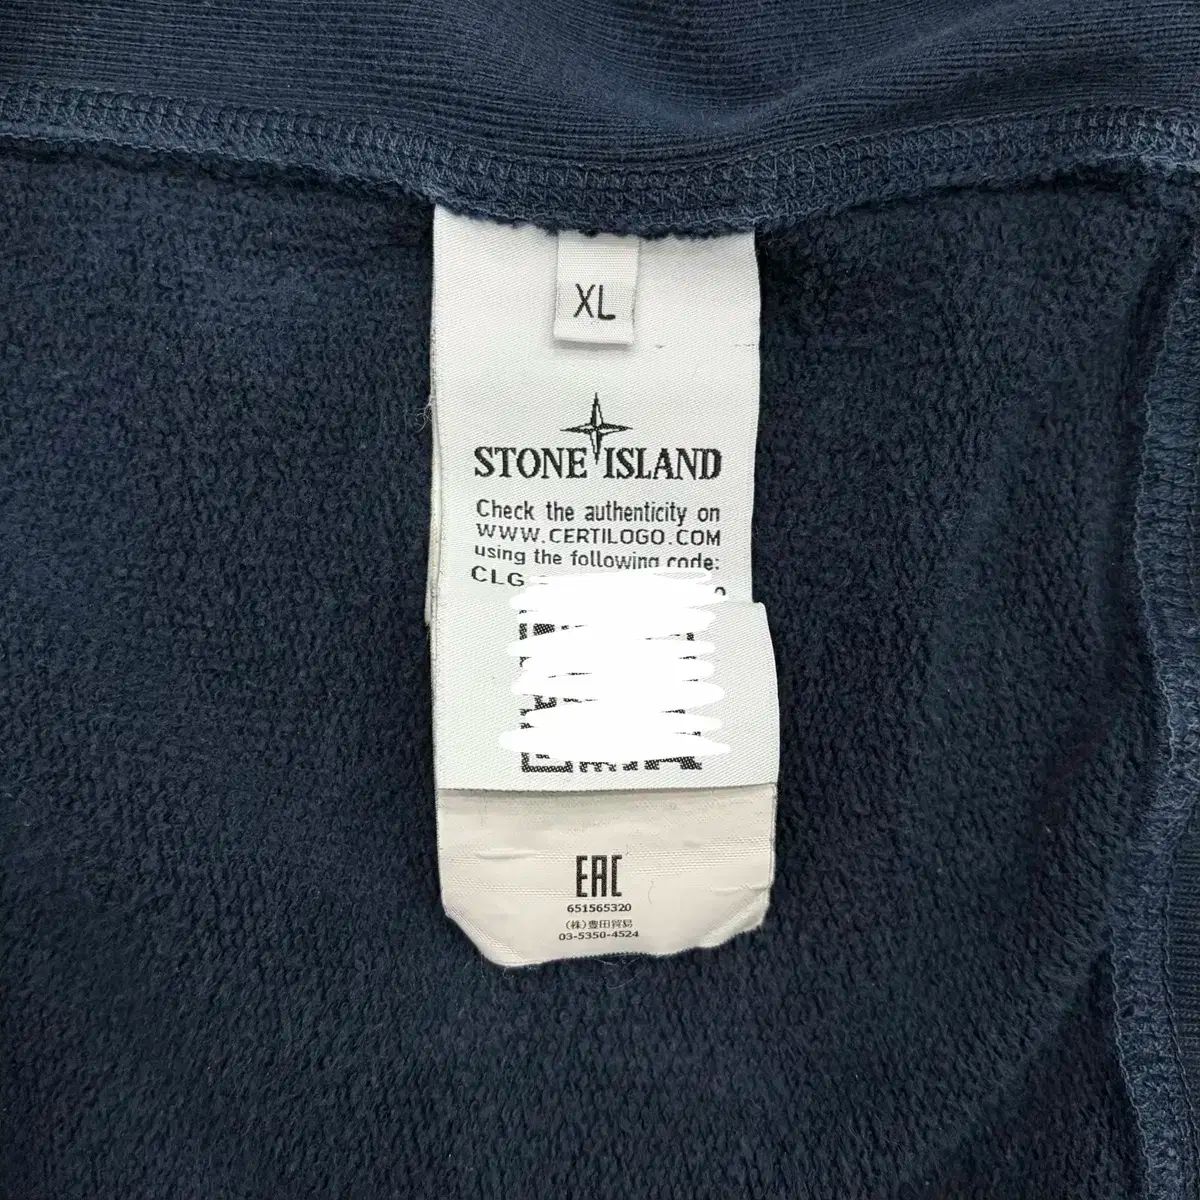 XL
STONE ISLAND
Check the authenticity on
WWW.CERTILOGO.COM
using the following code:
CLG
EAC
651565320
(株)豊田貿易
03-5350-4524